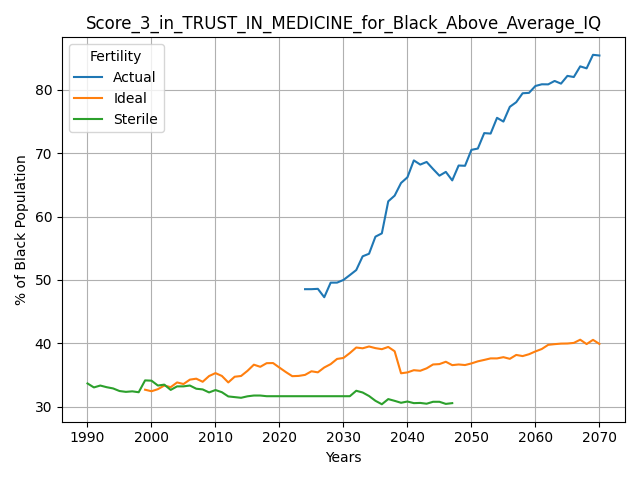 Score_3_in_TRUST_IN_MEDICINE_for_Black_Above_Average_IQ
Fertility
Actual
Ideal
Sterile
% of Black Population
80
70
60
50
40
30
1990
2000
2010
2020
2030
2040
2050
2060
2070
Years